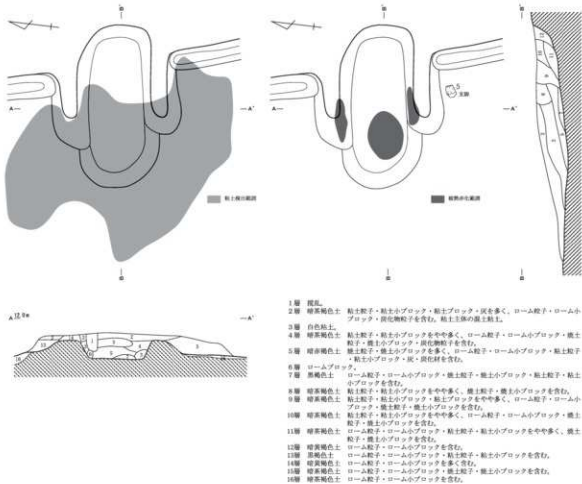 B
B
A
A'
A
A'
5
支脚
粘土検出範囲
被熱赤化範囲
B'
B'
A
A'
1層 撹乱。
2層 暗茶褐色土 粘土粒子・粘土小ブロック・粘土ブロック・灰を多く、ローム粒子・ローム小
ブロック・炭化物粒子を含む。粘土主体の混土粘土。
3層 白色粘土。
4層 暗茶褐色土 粘土粒子・粘土小ブロックをやや多く、ローム粒子・ローム小ブロック・焼土
粒子・焼土小ブロック・炭化物粒子を含む。
5層 暗赤褐色土 焼土粒子・焼土小ブロックを多く、ローム粒子・ローム小ブロック・粘土粒子
・粘土小ブロック・灰・炭化材を含む。
6層 ロームブロック。
7層 黒褐色土 ローム粒子・ローム小ブロック・焼土粒子・焼土小ブロック・粘土粒子・粘土
小ブロックを含む。
8層 暗茶褐色土 粘土粒子・粘土小ブロックをやや多く、焼土粒子・焼土小ブロックを含む。
9層 暗茶褐色土 粘土粒子・粘土小ブロック・粘土ブロックをやや多く、ローム粒子・ローム小
ブロック・焼土粒子・焼土小ブロックを含む。
10層 暗茶褐色土 粘土粒子・粘土小ブロックを多く、ローム粒子・ローム小ブロック・焼土
粒子・焼土小ブロックを含む。
11層 暗茶褐色土 ローム粒子・ローム小ブロック・粘土粒子・粘土小ブロックをやや多く、焼土
粒子・焼土小ブロックを含む。
12層 暗黄褐色土 ローム粒子・ローム小ブロックを含む。
13層 黒褐色土 ローム粒子・ローム小ブロック・粘土粒子・粘土小ブロックを含む。
14層 暗黄褐色土 ローム粒子・ローム小ブロックを多く含む。
15層 暗茶褐色土 ローム粒子・ローム小ブロック・焼土粒子・焼土小ブロックを含む。
16層 暗茶褐色土 ローム粒子・ローム小ブロックを含む。